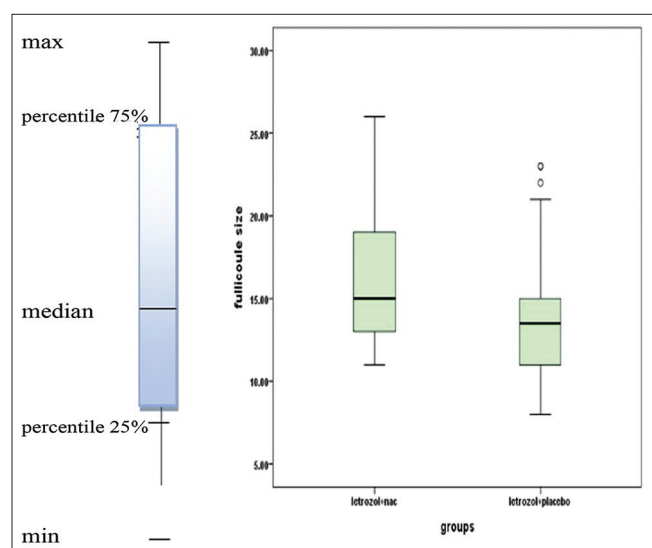 max
percentile 75%
median
percentile 25%
min
30.00
25.00
20.00
15.00
10.00
5.00
fullicoule size
letrozol+nac
letrozol+placebo
groups